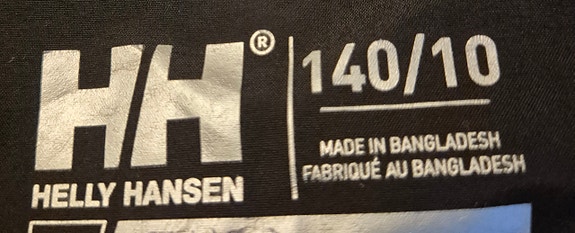 HH®
HELLY HANSEN
140/10
MADE IN BANGLADESH
FABRIQUÉ AU BANGLADESH